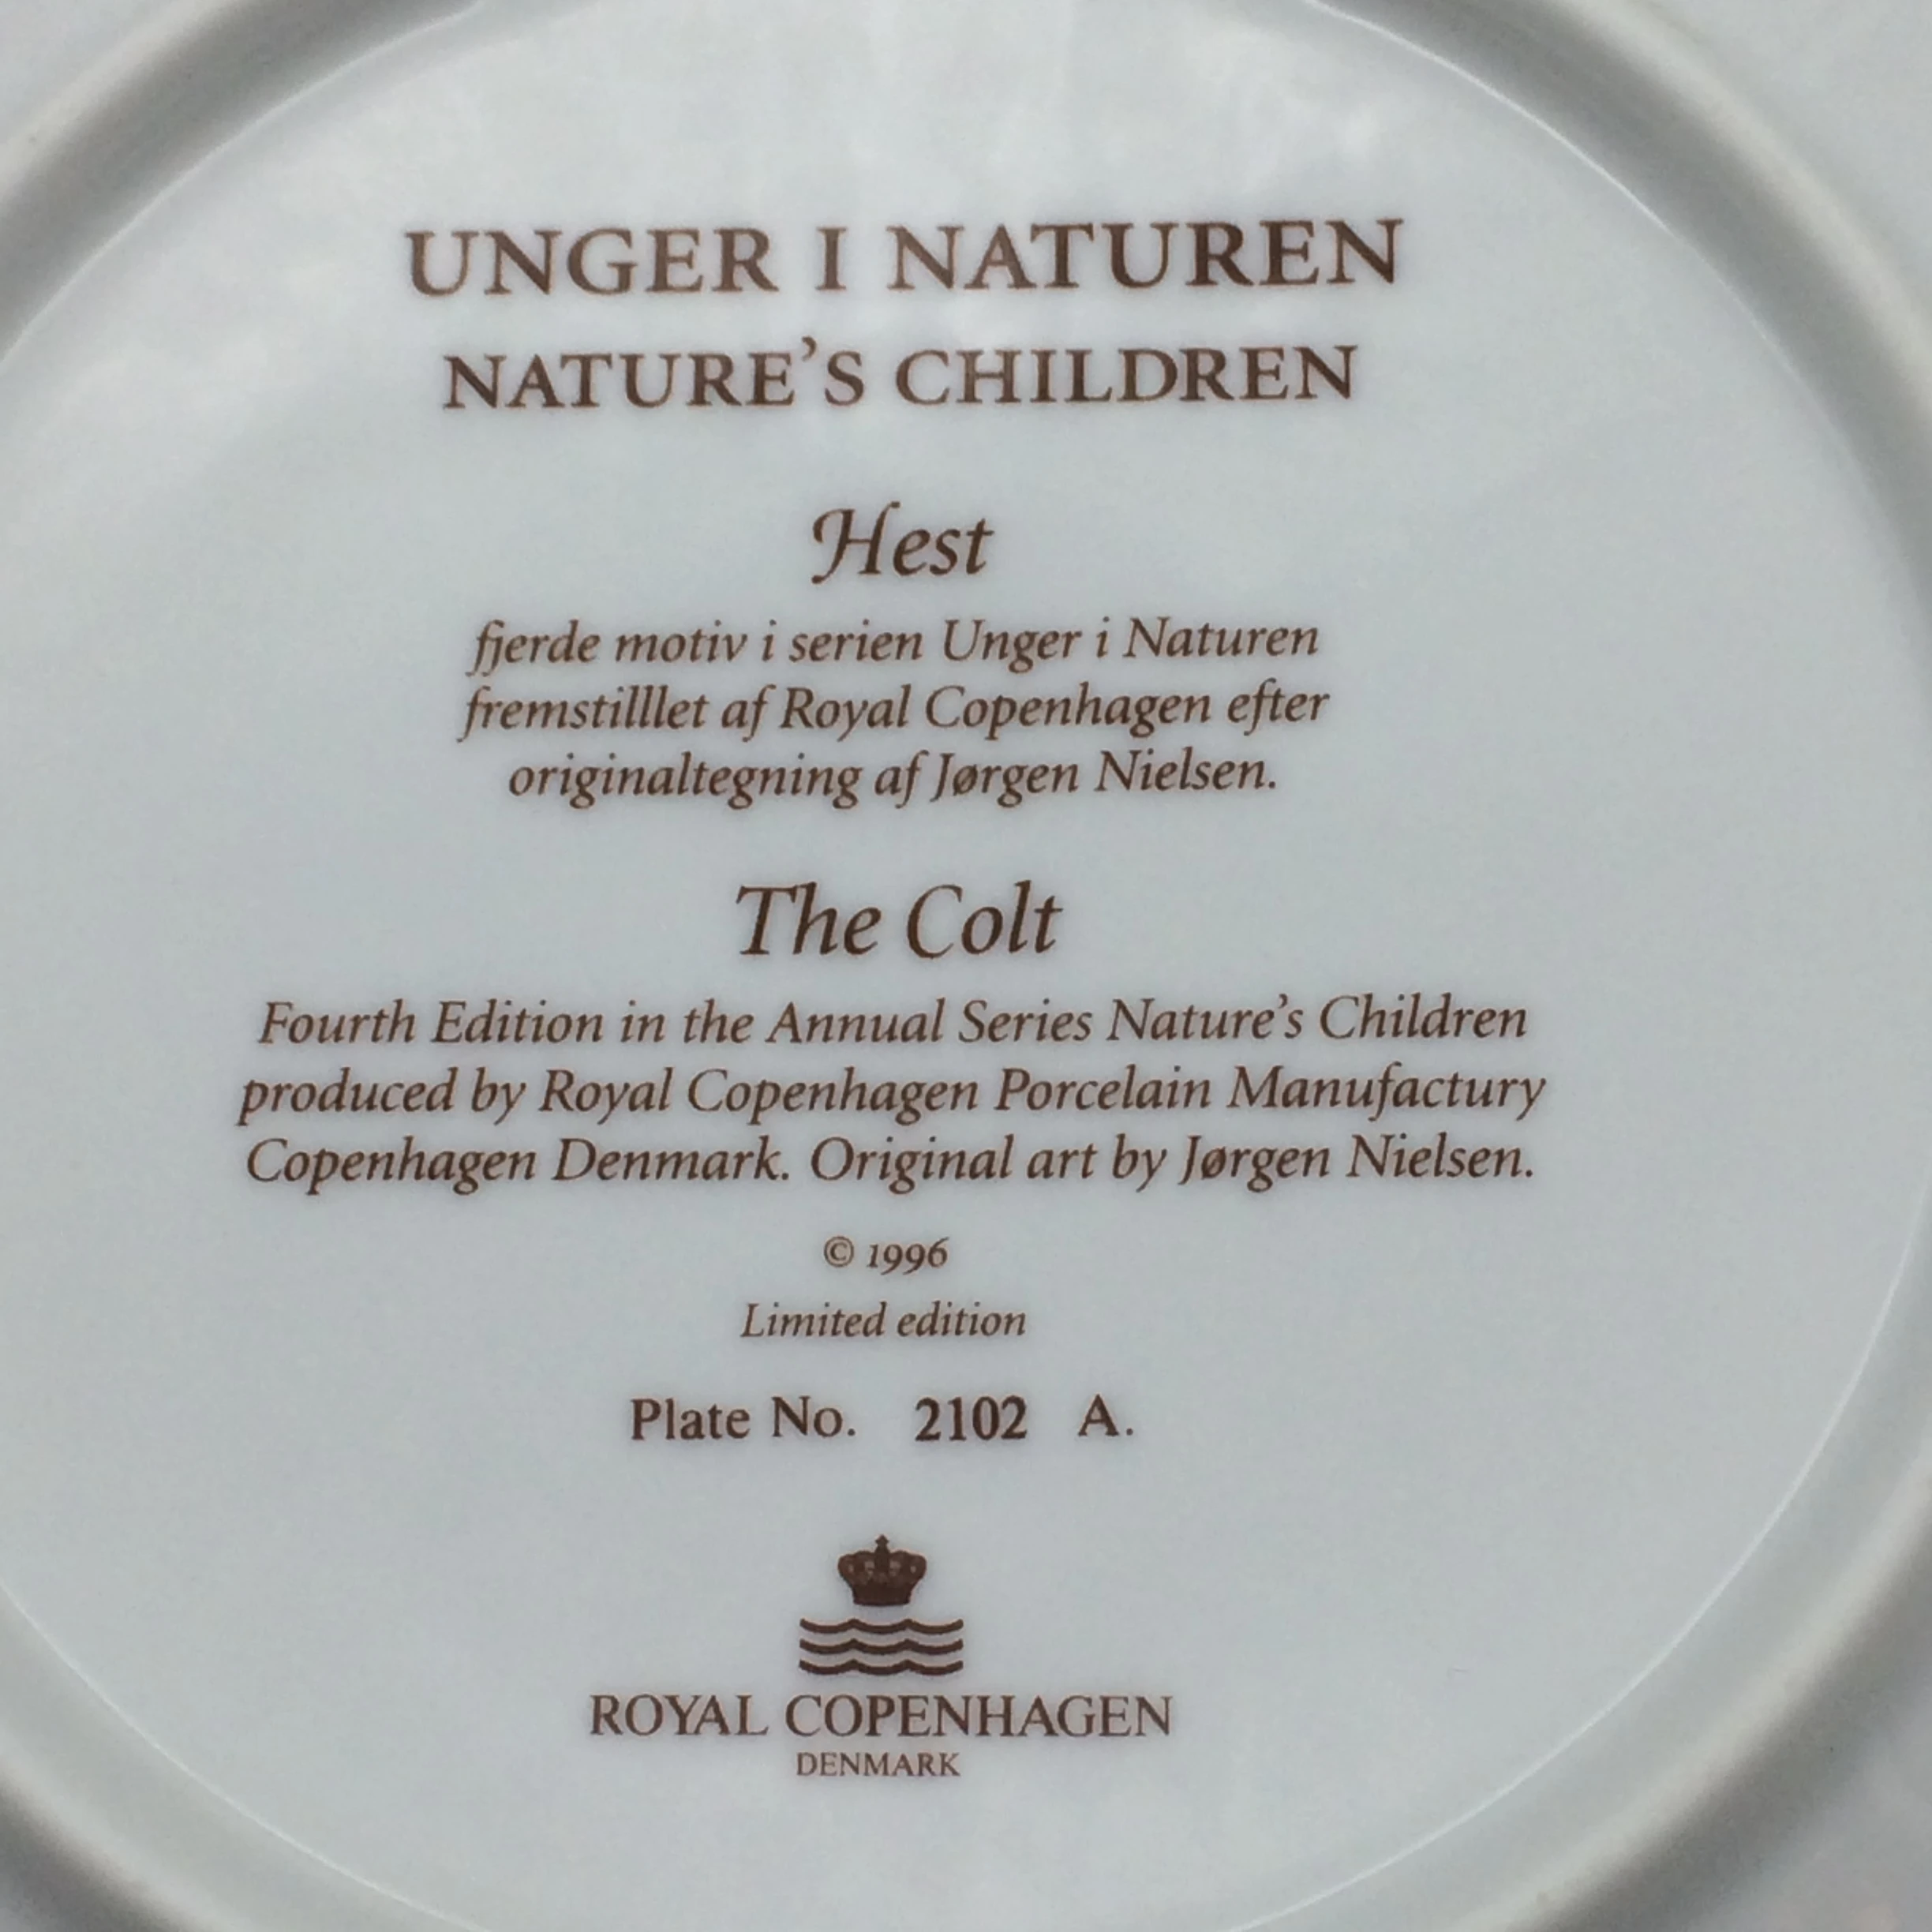 UNGER I NATUREN
NATURE'S CHILDREN
Hest
fjerde motiv i serien Unger i Naturen
fremstilllet af Royal Copenhagen efter
originaltegning af Jørgen Nielsen.
The Colt
Fourth Edition in the Annual Series Nature's Children
produced by Royal Copenhagen Porcelain Manufactury
Copenhagen Denmark. Original art by Jørgen Nielsen.
© 1996
Limited edition
Plate No. 2102 A.
ROYAL COPENHAGEN
DENMARK